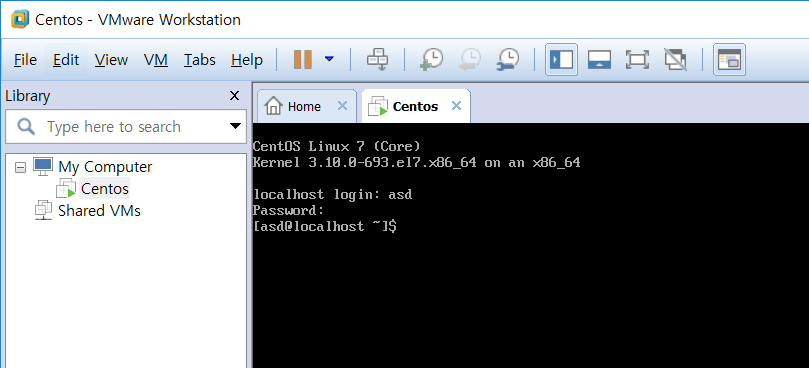 Centos - VMware Workstation
File Edit View VM Tabs Help
Library
Type here to search
My Computer
Centos
Shared VMs
Home
Centos
CentOS Linux 7 (Core)
Kernel 3.10.0-693.el7.x86_64 on an x86_64
localhost login: asd
Password:
[asd@localhost ~]$